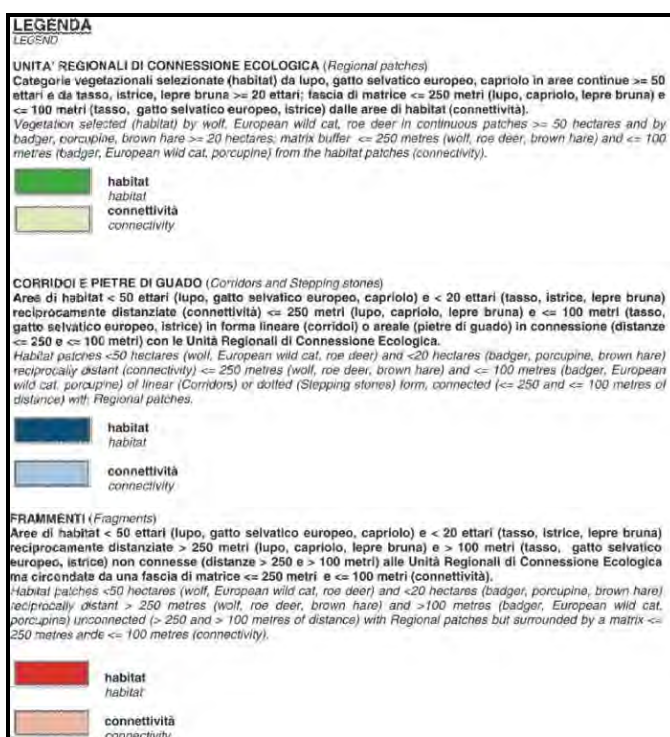 LEGENDA
LEGEND
UNITA' REGIONALI DI CONNESSIONE ECOLOGICA (Regional patches)
Categorie vegetazionali selezionate (habitat) da lupo, gatto selvatico europeo, capriolo in aree continue >= 50
ettari e da tasso, istrice, lepre bruna >= 20 ettari; fascia di matrice <= 250 metri (lupo, capriolo, lepre bruna) e
<= 100 metri (tasso, gatto selvatico europeo, istrice) dalle aree di habitat (connettività).
Vegetation selected (habitat) by wolf, European wild cat, roe deer in continuous patches >= 50 hectares and by
badger, porcupine, brown hare >= 20 hectares; matrix buffer <= 250 metres (wolf, roe deer, brown hare) and <= 100
metres (badger, European wild cat, porcupine) from the habitat patches (connectivity).
habitat
habitat
connettività
connectivity
CORRIDOI E PIETRE DI GUADO (Corridors and Stepping stones)
Aree di habitat < 50 ettari (lupo, gatto selvatico europeo, capriolo) e < 20 ettari (tasso, istrice, lepre bruna)
reciprocamente distanziate (connettività) <= 250 metri (lupo, capriolo, lepre bruna) e <= 100 metri (tasso,
gatto selvatico europeo, istrice) in forma lineare (corridoi) o areale (pietre di guado) in connessione (distanze
<= 250 e <= 100 metri) con le Unità Regionali di Connessione Ecologica.
Habitat patches <50 hectares (wolf, European wild cat, roe deer) and <20 hectares (badger, porcupine, brown hare)
reciprocally distant (connectivity) <= 250 metres (wolf, roe deer, brown hare) and <= 100 metres (badger, European
wild cat, porcupine) of linear (Corridors) or dotted (Stepping stones) form, connected (<= 250 and <= 100 metres of
distance) with Regional patches.
habitat
habitat
connettività
connectivity
FRAMMENTI (Fragments)
Aree di habitat < 50 ettari (lupo, gatto selvatico europeo, capriolo) e < 20 ettari (tasso, istrice, lepre bruna)
reciprocamente distanziate > 250 metri (lupo, capriolo, lepre bruna) e > 100 metri (tasso, gatto selvatico
europeo, istrice) non connesse (distanze > 250 e > 100 metri) alle Unità Regionali di Connessione Ecologica
ma circondate da una fascia di matrice <= 250 metri e <= 100 metri (connettività).
Habitat patches <50 hectares (wolf, European wild cat, roe deer) and <20 hectares (badger, porcupine, brown hare)
reciprocally distant > 250 metres (wolf, roe deer, brown hare) and >100 metres (badger, European wild cat,
porcupine) unconnected (> 250 and > 100 metres of distance) with Regional patches but surrounded by a matrix <=
250 metres ande <= 100 metres (connectivity).
habitat
habitat
connettività
connectivity